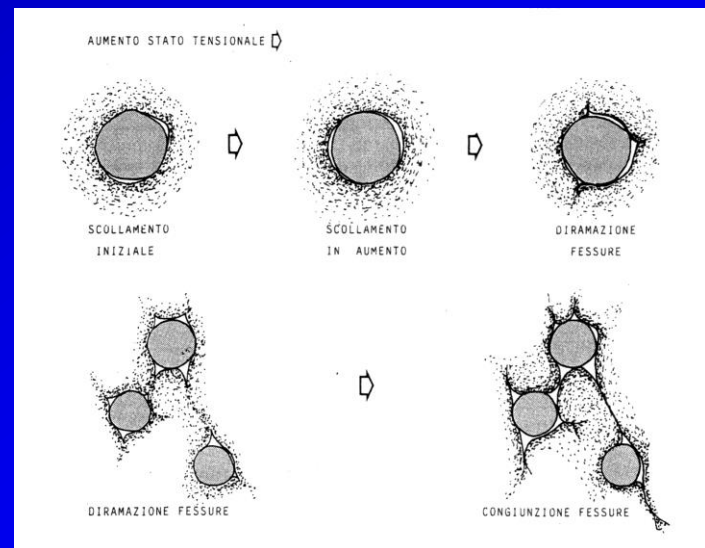 AUMENTO STATO TENSIONALE
SCOLLAMENTO
INIZIALE
SCOLLAMENTO
IN AUMENTO
DIRAMAZIONE
FESSURE
DIRAMAZIONE FESSURE
CONGIUNZIONE FESSURE